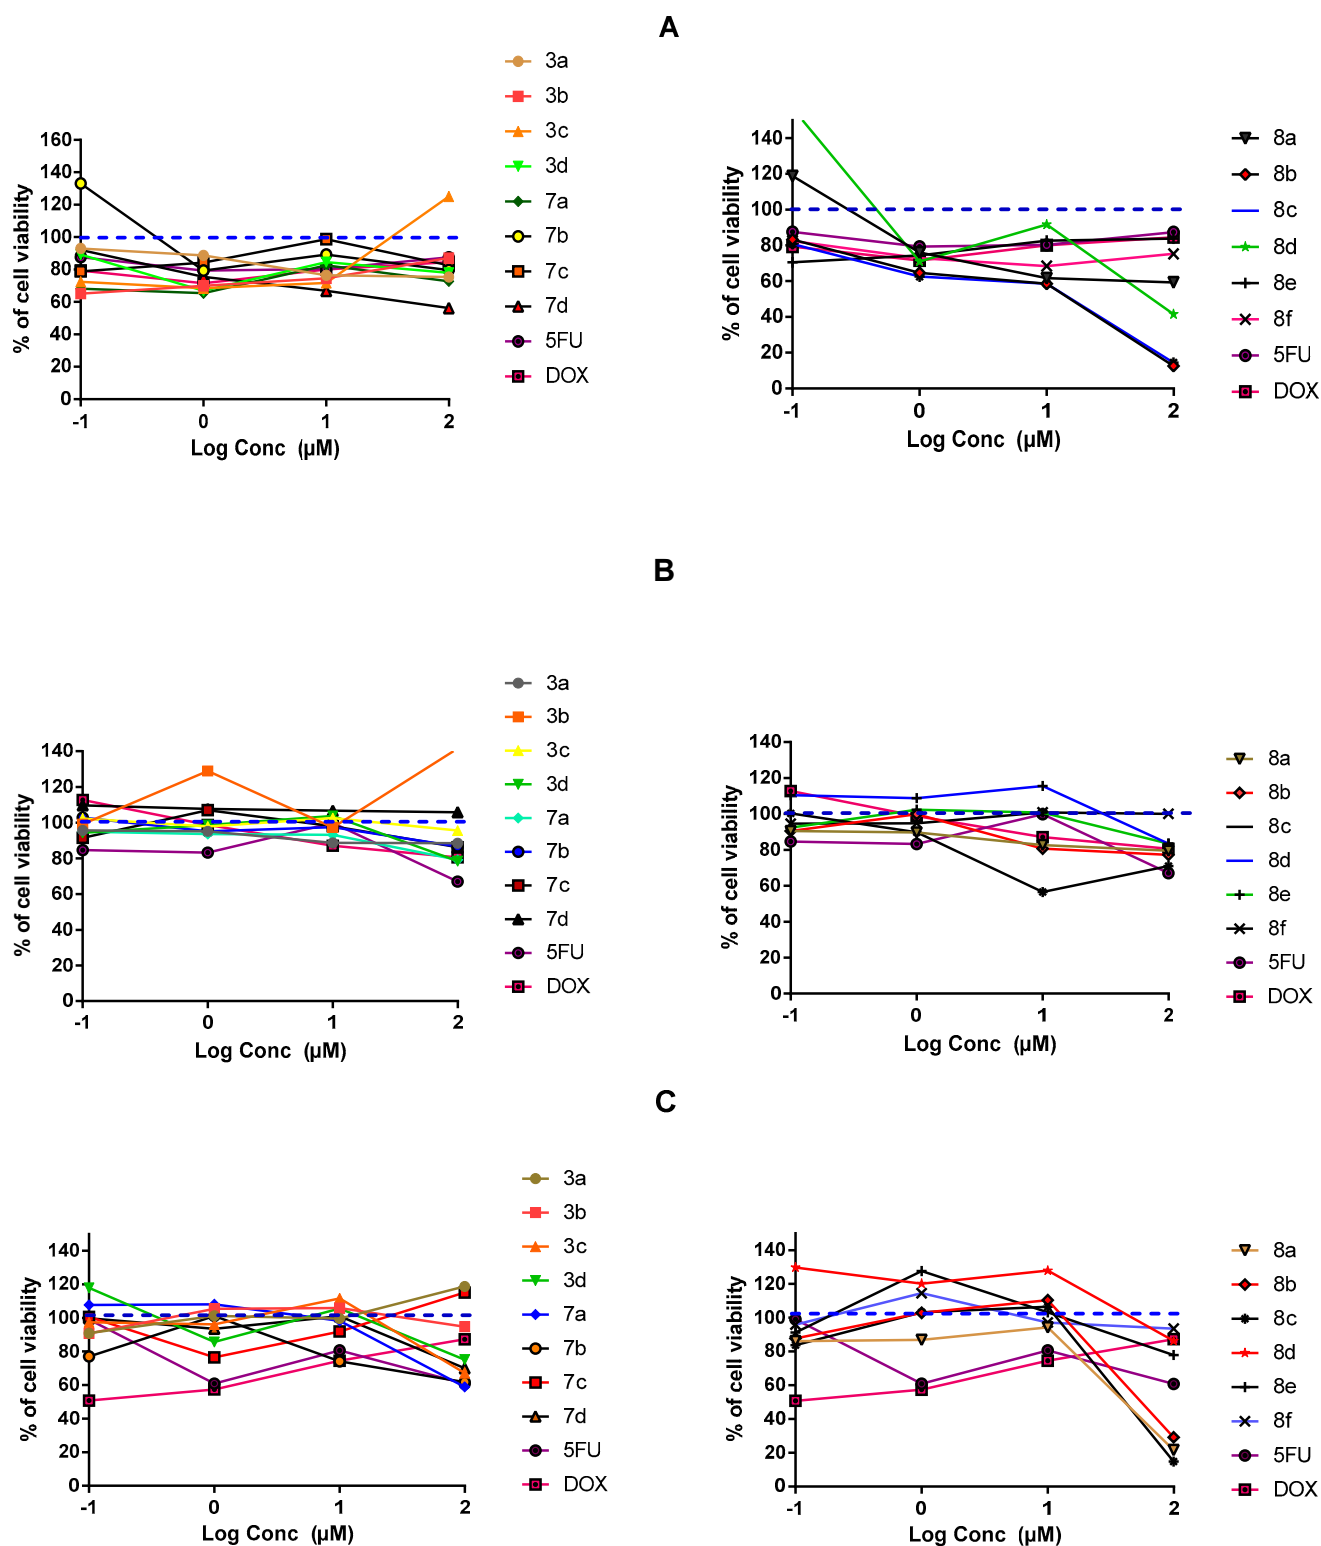 A
3a
3b
3c
3d
7a
7b
7c
7d
5FU
DOX
160
140
120
100
80
60
40
20
0
% of cell viability
-1 0 1 2
Log Conc (µM)
8a
8b
8c
8d
8e
8f
5FU
DOX
140
120
100
80
60
40
20
0
% of cell viability
-1 0 1 2
Log Conc (µM)
B
3a
3b
3c
3d
7a
7b
7c
7d
5FU
DOX
140
120
100
80
60
40
20
0
% of cell viability
-1 0 1 2
Log Conc (µM)
8a
8b
8c
8d
8e
8f
5FU
DOX
140
120
100
80
60
40
20
0
% of cell viability
-1 0 1 2
Log Conc (µM)
C
3a
3b
3c
3d
7a
7b
7c
7d
5FU
DOX
140
120
100
80
60
40
20
0
% of cell viability
-1 0 1 2
Log Conc (µM)
8a
8b
8c
8d
8e
8f
5FU
DOX
140
120
100
80
60
40
20
0
% of cell viability
-1 0 1 2
Log Conc (µM)